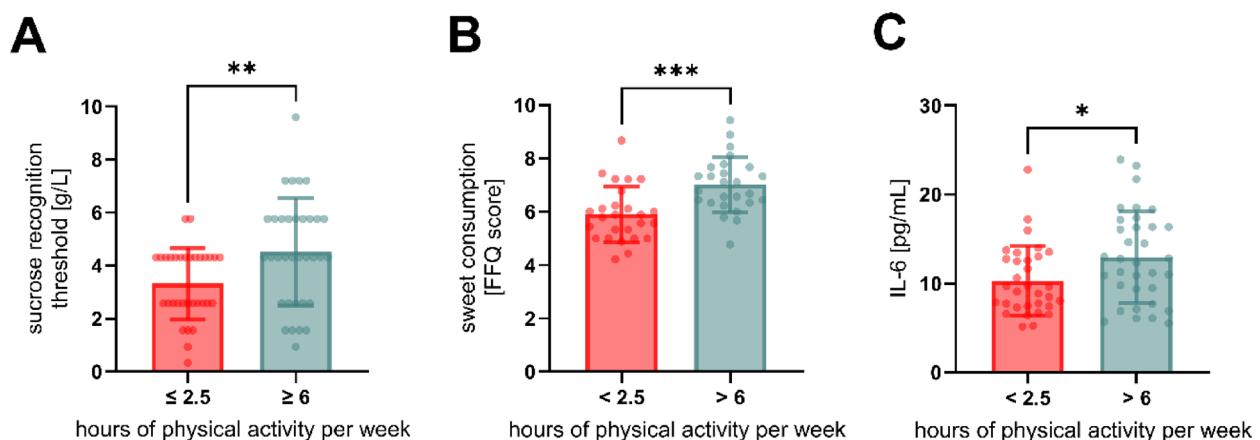 A
**
sucrose recognition
threshold [g/L]
10
8
6
4
2
0
≤ 2.5
≥ 6
hours of physical activity per week
B
***
sweet consumption
[FFQ score]
10
8
6
4
2
0
< 2.5
> 6
hours of physical activity per week
C
*
IL-6 [pg/mL]
30
20
10
0
< 2.5
> 6
hours of physical activity per week